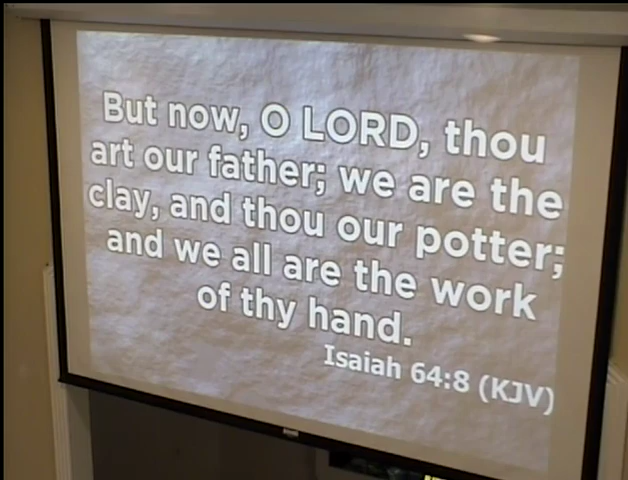 But now, O LORD, thou
art our father; we are the
clay, and thou our potter;
and we all are the work
of thy hand.
Isaiah 64:8 (KJV)